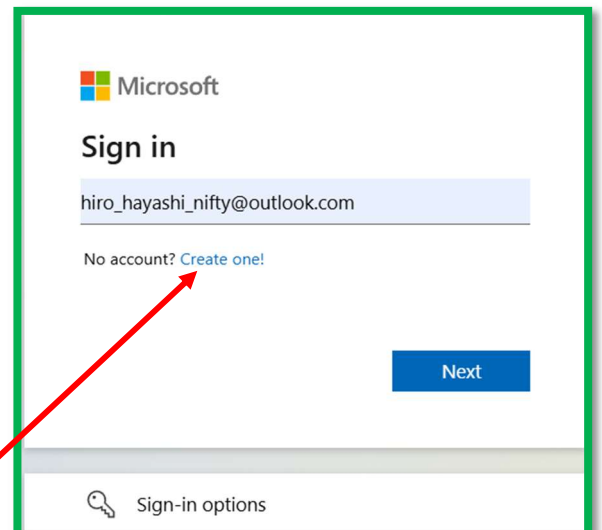 Microsoft
Sign in
hiro_hayashi_nifty@outlook.com
No account? Create one!
Next
Sign-in options